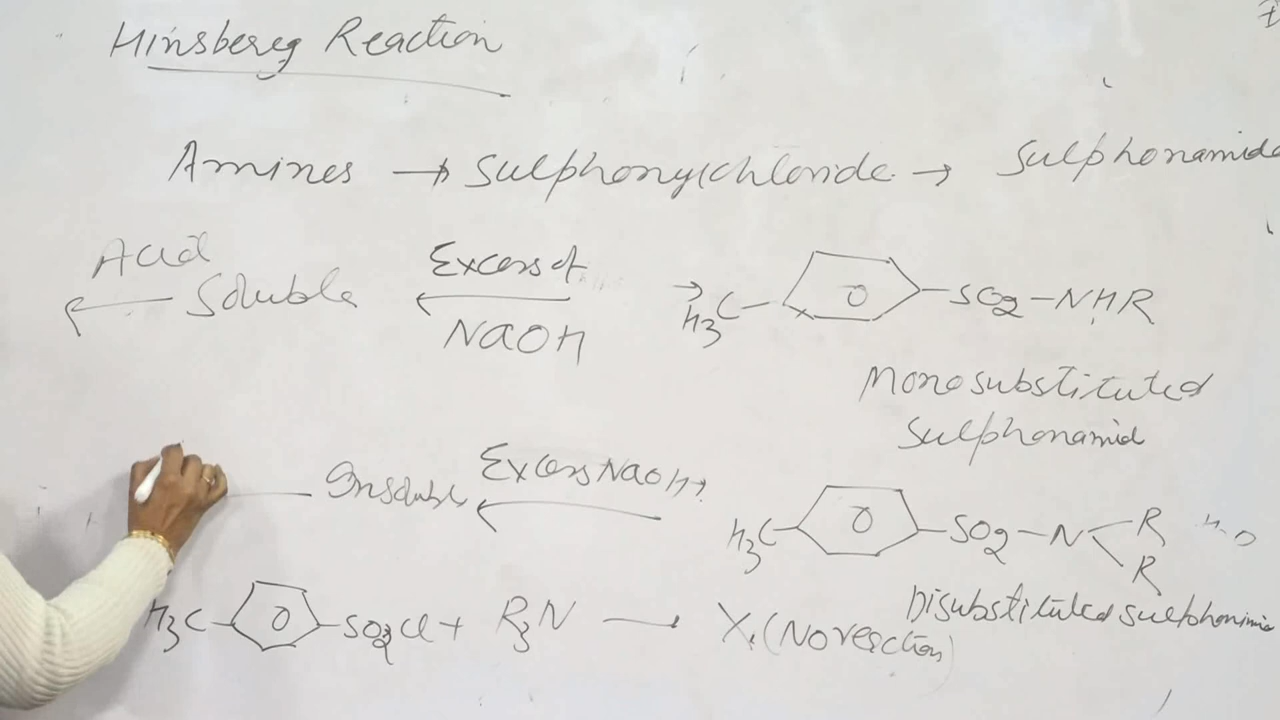 Hinsberg Reaction
Amines → Sulphonylchloride → Sulphonamide
Acid
← Soluble
Excess of
← NaOH
→ H3C – O – SO2 – NHR
Monosubstituted
Sulphonamid
Insoluble
Excess NaOH →
←
H3C – O – SO2 – N < R R
Disubstituted
H3C – O – SO2Cl + R3N → X (No reaction)